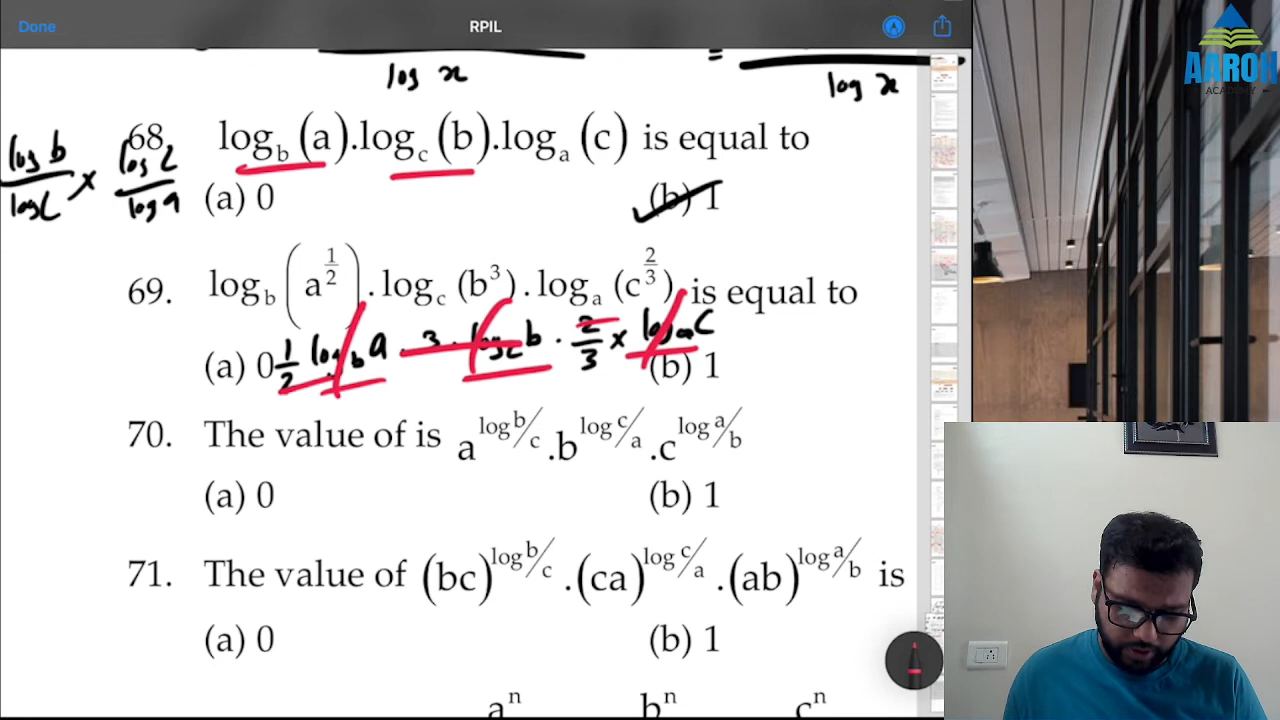 Done RPIL
log x = log x
AAROH
ACADEMY
68. log_b (a).log_c (b).log_a (c) is equal to
log b / log c × log c / log a
(a) 0 (b) 1
69. log_b (a^{1/2}) . log_c (b^3) . log_a (c^{2/3}) is equal to
1/2 log_b a . 3 . log_c b . 2/3 × log_a c
(a) 0 (b) 1
70. The value of is a^{log b/c} .b^{log c/a} .c^{log a/b}
(a) 0 (b) 1
71. The value of (bc)^{log b/c} .(ca)^{log c/a} .(ab)^{log a/b} is
(a) 0 (b) 1
a^n b^n c^n